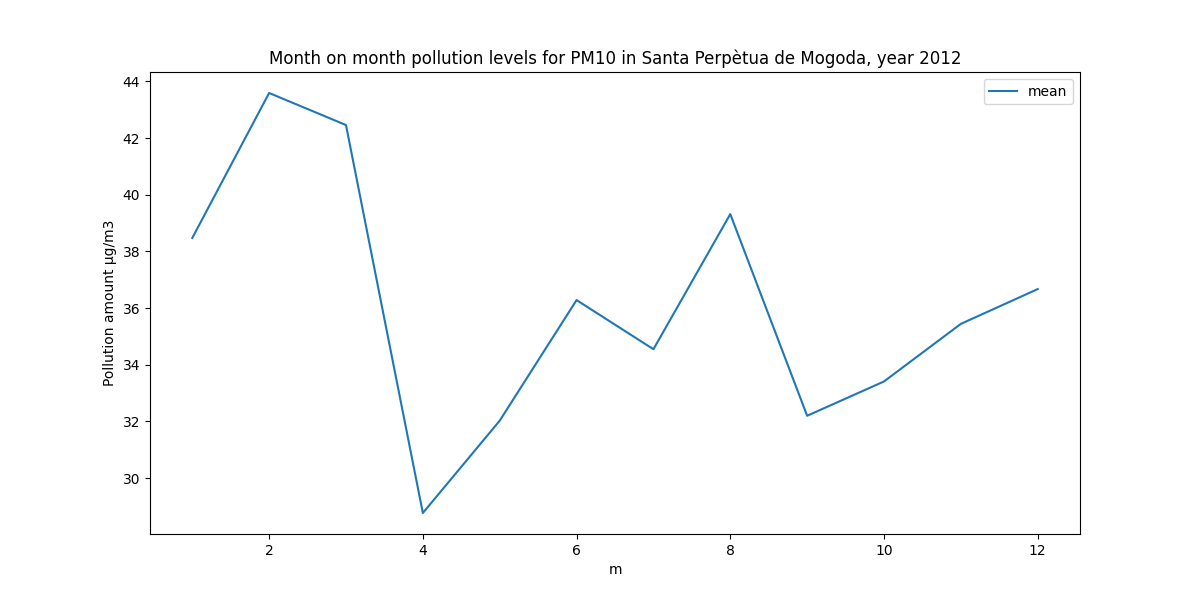 Month on month pollution levels for PM10 in Santa Perpètua de Mogoda, year 2012
mean
44
42
40
38
36
34
32
30
Pollution amount µg/m3
2 4 6 8 10 12
m